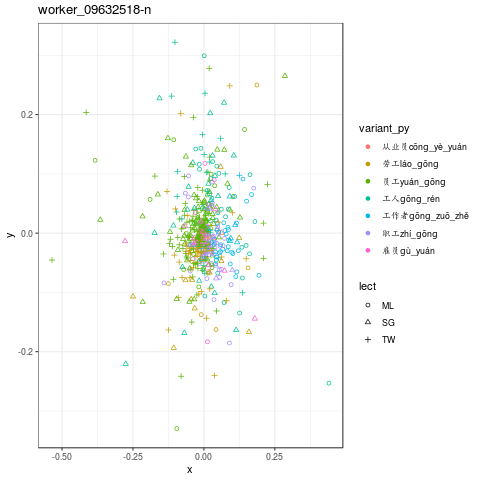 worker_09632518-n
variant_py
从业员cōng_yè_yuán
劳工láo_gōng
员工yuán_gōng
工人gōng_rén
工作者gōng_zuō_zhě
职工zhí_gōng
雇员gù_yuán
lect
ML
SG
TW
y
0.2
0.0
-0.2
-0.50
-0.25
0.00
0.25
x